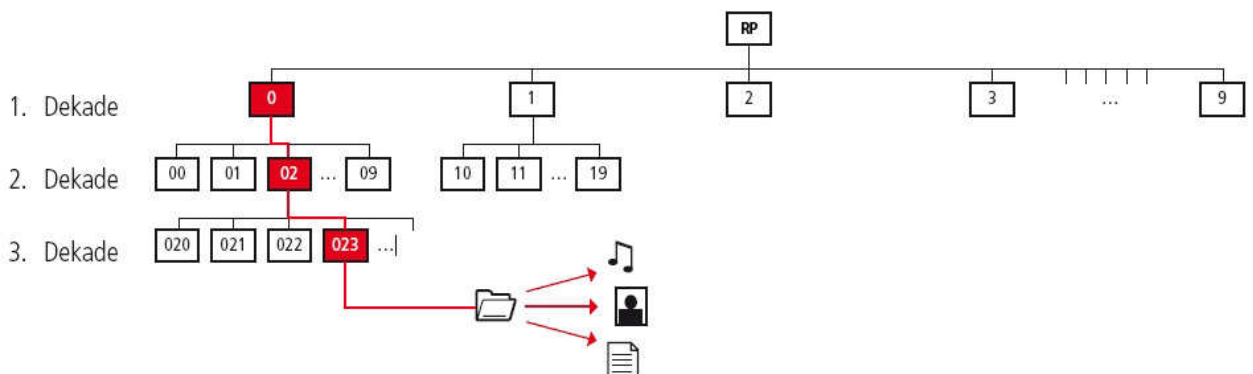 RP
1. Dekade 0 1 2 3 ... 9
2. Dekade 00 01 02 ... 09 10 11 ... 19
3. Dekade 020 021 022 023 ...